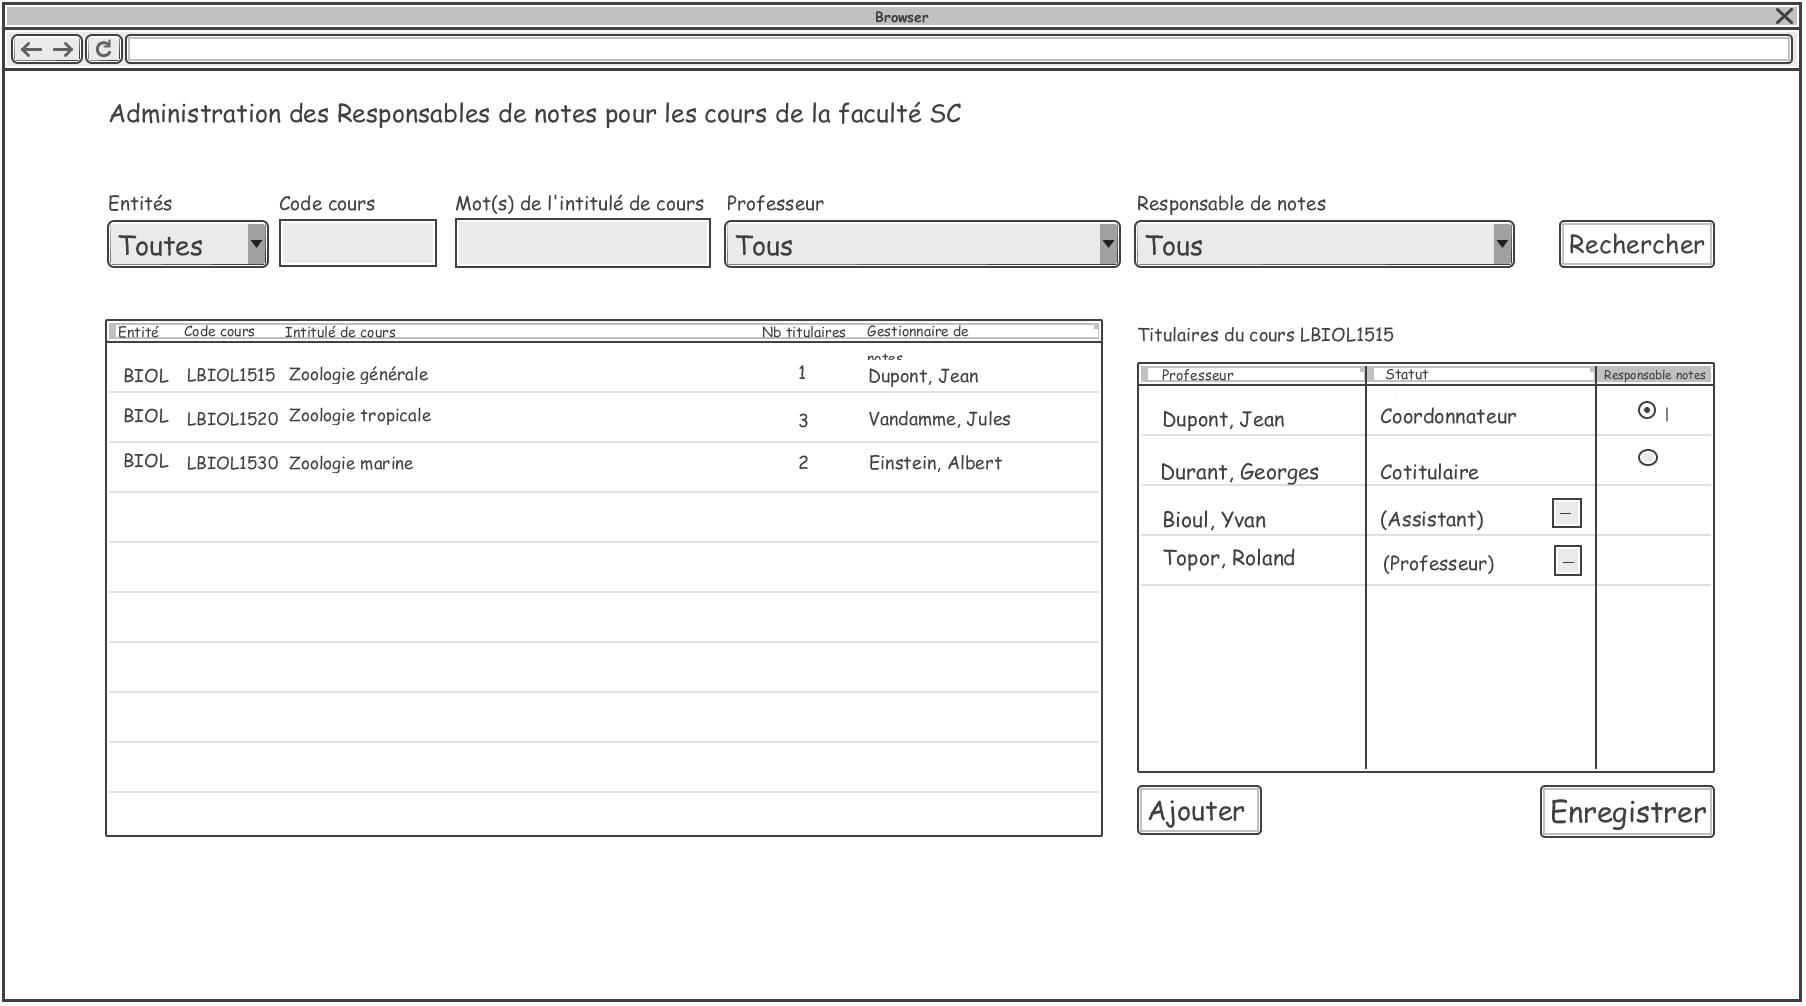 Browser
Administration des Responsables de notes pour les cours de la faculté SC
Entités Code cours Mot(s) de l'intitulé de cours Professeur Responsable de notes
Toutes Tous Tous Rechercher
Entité Code cours Intitulé de cours Nb titulaires Gestionnaire de
notes
BIOL LBIOL1515 Zoologie générale 1 Dupont, Jean
BIOL LBIOL1520 Zoologie tropicale 3 Vandamme, Jules
BIOL LBIOL1530 Zoologie marine 2 Einstein, Albert
Titulaires du cours LBIOL1515
Professeur Statut Responsable notes
Dupont, Jean Coordonnateur
Durant, Georges Cotitulaire
Bioul, Yvan (Assistant) –
Topor, Roland (Professeur) –
Ajouter Enregistrer